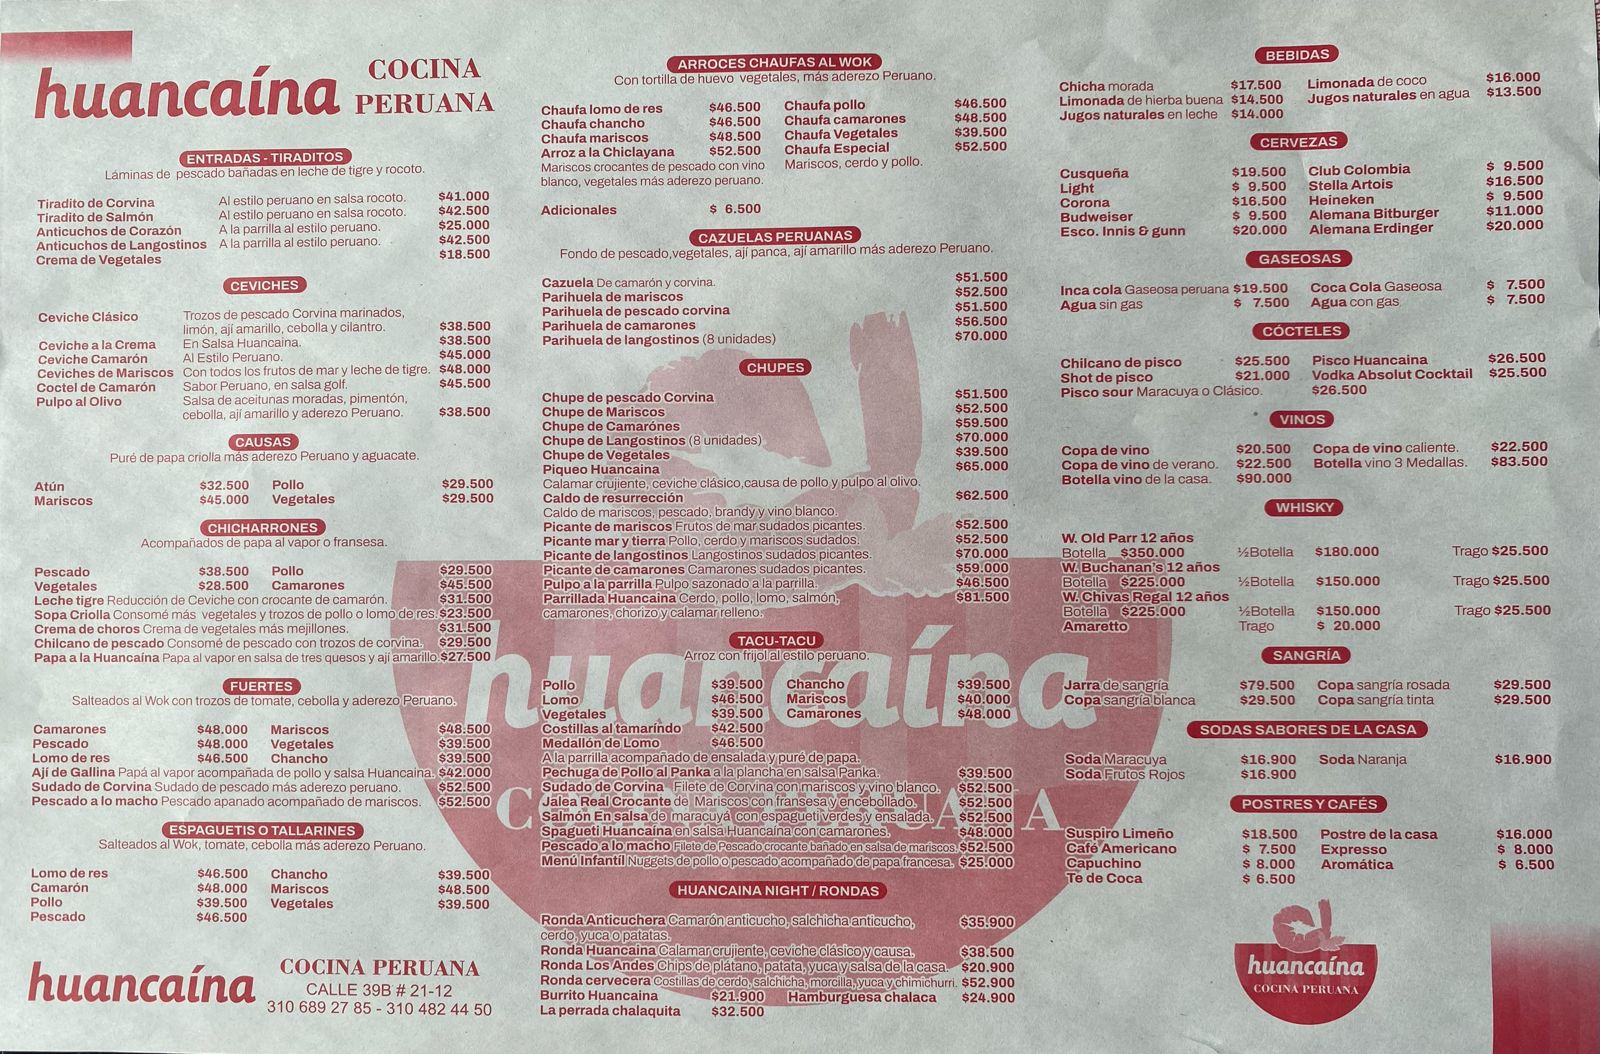 huancaína COCINA PERUANA
ENTRADAS - TIRADITOS
Láminas de pescado bañadas en leche de tigre y rocoto.
Tiradito de Corvina Al estilo peruano en salsa rocoto. $41.000
Tiradito de Salmón Al estilo peruano en salsa rocoto. $42.500
Anticuchos de Corazón A la parrilla al estilo peruano. $25.000
Anticuchos de Langostinos A la parrilla al estilo peruano. $42.500
Crema de Vegetales $18.500
CEVICHES
Ceviche Clásico Trozos de pescado Corvina marinados,
limón, ají amarillo, cebolla y cilantro. $38.500
Ceviche a la Crema En Salsa Huancaina. $38.500
Ceviche Camarón Al Estilo Peruano. $45.000
Ceviches de Mariscos Con todos los frutos de mar y leche de tigre. $48.000
Coctel de Camarón Sabor Peruano, en salsa golf. $45.500
Pulpo al Olivo Salsa de aceitunas moradas, pimentón,
cebolla, ají amarillo y aderezo Peruano. $38.500
CAUSAS
Puré de papa criolla más aderezo Peruano y aguacate.
Atún $32.500 Pollo $29.500
Mariscos $45.000 Vegetales $29.500
CHICHARRONES
Acompañados de papa al vapor o fransesa.
Pescado $38.500 Pollo $29.500
Vegetales $28.500 Camarones $45.500
Leche tigre Reducción de Ceviche con crocante de camarón. $31.500
Sopa Criolla Consomé más vegetales y trozos de pollo o lomo de res. $23.500
Crema de choros Crema de vegetales más mejillones. $31.500
Chilcano de pescado Consomé de pescado con trozos de corvina. $29.500
Papa a la Huancaína Papa al vapor en salsa de tres quesos y ají amarillo. $27.500
FUERTES
Salteados al Wok con trozos de tomate, cebolla y aderezo Peruano.
Camarones $48.000 Mariscos $48.500
Pescado $48.000 Vegetales $39.500
Lomo de res $46.500 Chancho $39.500
Ají de Gallina Papá al vapor acompañada de pollo y salsa Huancaina. $42.000
Sudado de Corvina Sudado de pescado más aderezo peruano. $52.500
Pescado a lo macho Pescado apanado acompañado de mariscos. $52.500
ESPAGUETIS O TALLARINES
Salteados al Wok, tomate, cebolla más aderezo Peruano.
Lomo de res $46.500 Chancho $39.500
Camarón $48.000 Mariscos $48.500
Pollo $39.500 Vegetales $39.500
Pescado $46.500
huancaína COCINA PERUANA
CALLE 39B # 21-12
310 689 27 85 - 310 482 44 50
ARROCES CHAUFAS AL WOK
Con tortilla de huevo vegetales, más aderezo Peruano.
Chaufa lomo de res $46.500 Chaufa pollo $46.500
Chaufa chancho $46.500 Chaufa camarones $48.500
Chaufa mariscos $48.500 Chaufa Vegetales $39.500
Arroz a la Chiclayana $52.500 Chaufa Especial $52.500
Mariscos crocantes de pescado con vino Mariscos, cerdo y pollo.
blanco, vegetales más aderezo peruano.
Adicionales $ 6.500
CAZUELAS PERUANAS
Fondo de pescado,vegetales, ají panca, ají amarillo más aderezo Peruano.
Cazuela De camarón y corvina. $51.500
Parihuela de mariscos $52.500
Parihuela de pescado corvina $51.500
Parihuela de camarones $56.500
Parihuela de langostinos (8 unidades) $70.000
CHUPES
Chupe de pescado Corvina $51.500
Chupe de Mariscos $52.500
Chupe de Camarónes $59.500
Chupe de Langostinos (8 unidades) $70.000
Chupe de Vegetales $39.500
Piqueo Huancaina $65.000
Calamar crujiente, ceviche clásico,causa de pollo y pulpo al olivo.
Caldo de resurrección $62.500
Caldo de mariscos, pescado, brandy y vino blanco.
Picante de mariscos Frutos de mar sudados picantes. $52.500
Picante mar y tierra Pollo, cerdo y mariscos sudados. $52.500
Picante de langostinos Langostinos sudados picantes. $70.000
Picante de camarones Camarones sudados picantes. $59.000
Pulpo a la parrilla Pulpo sazonado a la parrilla. $46.500
Parrillada Huancaina Cerdo, pollo, lomo, salmón, $81.500
camarones, chorizo y calamar relleno.
TACU-TACU
Arroz con frijol al estilo peruano.
Pollo $39.500 Chancho $39.500
Lomo $46.500 Mariscos $40.000
Vegetales $39.500 Camarones $48.000
Costillas al tamarindo $42.500
Medallón de Lomo $46.500
A la parrilla acompañado de ensalada y puré de papa.
Pechuga de Pollo al Panka a la plancha en salsa Panka. $39.500
Sudado de Corvina Filete de Corvina con mariscos y vino blanco. $52.500
Jalea Real Crocante de Mariscos con fransesa y encebollado. $52.500
Salmón En salsa de maracuyá con espagueti verdes y ensalada. $52.500
Spagueti Huancaína en salsa Huancaína con camarones. $48.000
Pescado a lo macho Filete de Pescado crocante bañado en salsa de mariscos. $52.500
Menú Infantíl Nuggets de pollo o pescado acompañado de papa francesa. $25.000
huancaína
COCINA PERUANA
HUANCAINA NIGHT / RONDAS
Ronda Anticuchera Camarón anticucho, salchicha anticucho, $35.900
cerdo, yuca o patatas.
Ronda Huancaina Calamar crujiente, ceviche clásico y causa. $38.500
Ronda Los Andes Chips de plátano, patata, yuca y salsa de la casa. $20.900
Ronda cervecera Costillas de cerdo, salchicha, morcilla, yuca y chimichurri. $52.900
Burrito Huancaina $21.900 Hamburguesa chalaca $24.900
La perrada chalaquita $32.500
BEBIDAS
Chicha morada $17.500 Limonada de coco $16.000
Limonada de hierba buena $14.500 Jugos naturales en agua $13.500
Jugos naturales en leche $14.000
CERVEZAS
Cusqueña $19.500 Club Colombia $ 9.500
Light $ 9.500 Stella Artois $16.500
Corona $16.500 Heineken $ 9.500
Budweiser $ 9.500 Alemana Bitburger $11.000
Esco. Innis & gunn $20.000 Alemana Erdinger $20.000
GASEOSAS
Inca cola Gaseosa peruana $19.500 Coca Cola Gaseosa $ 7.500
Agua sin gas $ 7.500 Agua con gas $ 7.500
CÓCTELES
Chilcano de pisco $25.500 Pisco Huancaina $26.500
Shot de pisco $21.000 Vodka Absolut Cocktail $25.500
Pisco sour Maracuya o Clásico. $26.500
VINOS
Copa de vino $20.500 Copa de vino caliente. $22.500
Copa de vino de verano. $22.500 Botella vino 3 Medallas. $83.500
Botella vino de la casa. $90.000
WHISKY
W. Old Parr 12 años
Botella $350.000 ½Botella $180.000 Trago $25.500
W. Buchanan's 12 años
Botella $225.000 ½Botella $150.000 Trago $25.500
W. Chivas Regal 12 años
Botella $225.000 ½Botella $150.000 Trago $25.500
Amaretto Trago $ 20.000
SANGRÍA
Jarra de sangría $79.500 Copa sangría rosada $29.500
Copa sangría blanca $29.500 Copa sangría tinta $29.500
SODAS SABORES DE LA CASA
Soda Maracuya $16.900 Soda Naranja $16.900
Soda Frutos Rojos $16.900
POSTRES Y CAFÉS
Suspiro Limeño $18.500 Postre de la casa $16.000
Café Americano $ 7.500 Expresso $ 8.000
Capuchino $ 8.000 Aromática $ 6.500
Te de Coca $ 6.500
huancaína
COCINA PERUANA